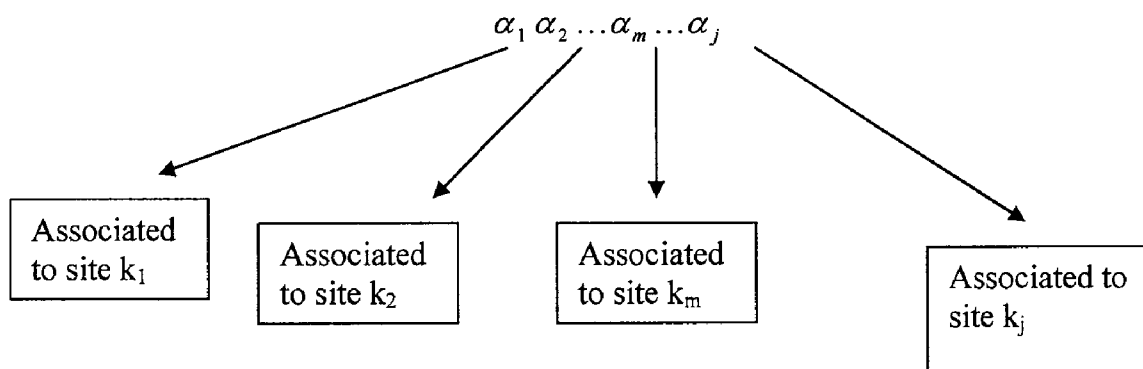 α₁ α₂ ... αₘ ... αⱼ
Associated
to site k₁
Associated
to site k₂
Associated
to site kₘ
Associated to
site kⱼ